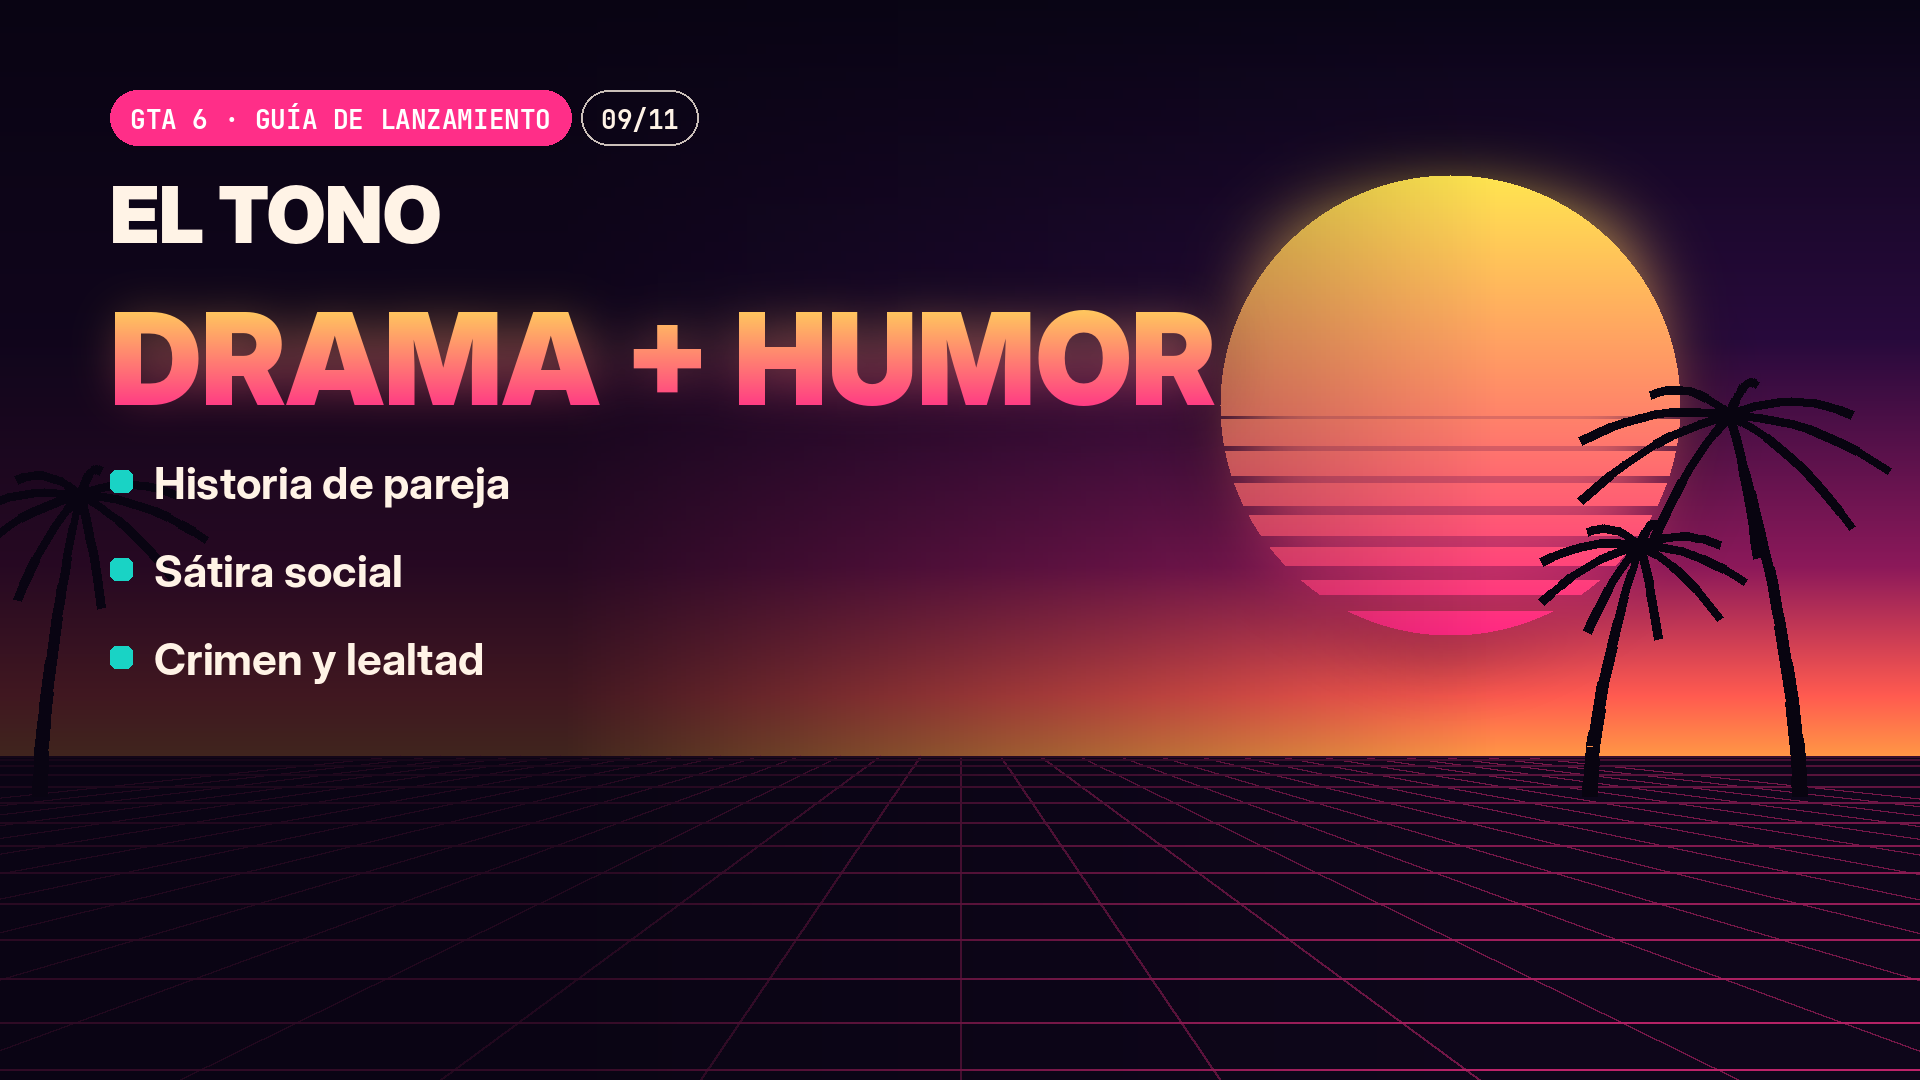 GTA 6 · GUÍA DE LANZAMIENTO 09/11
EL TONO
DRAMA + HUMOR
Historia de pareja
Sátira social
Crimen y lealtad